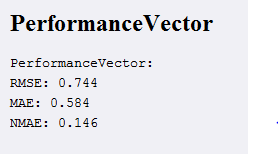 PerformanceVector
PerformanceVector:
RMSE: 0.744
MAE: 0.584
NMAE: 0.146